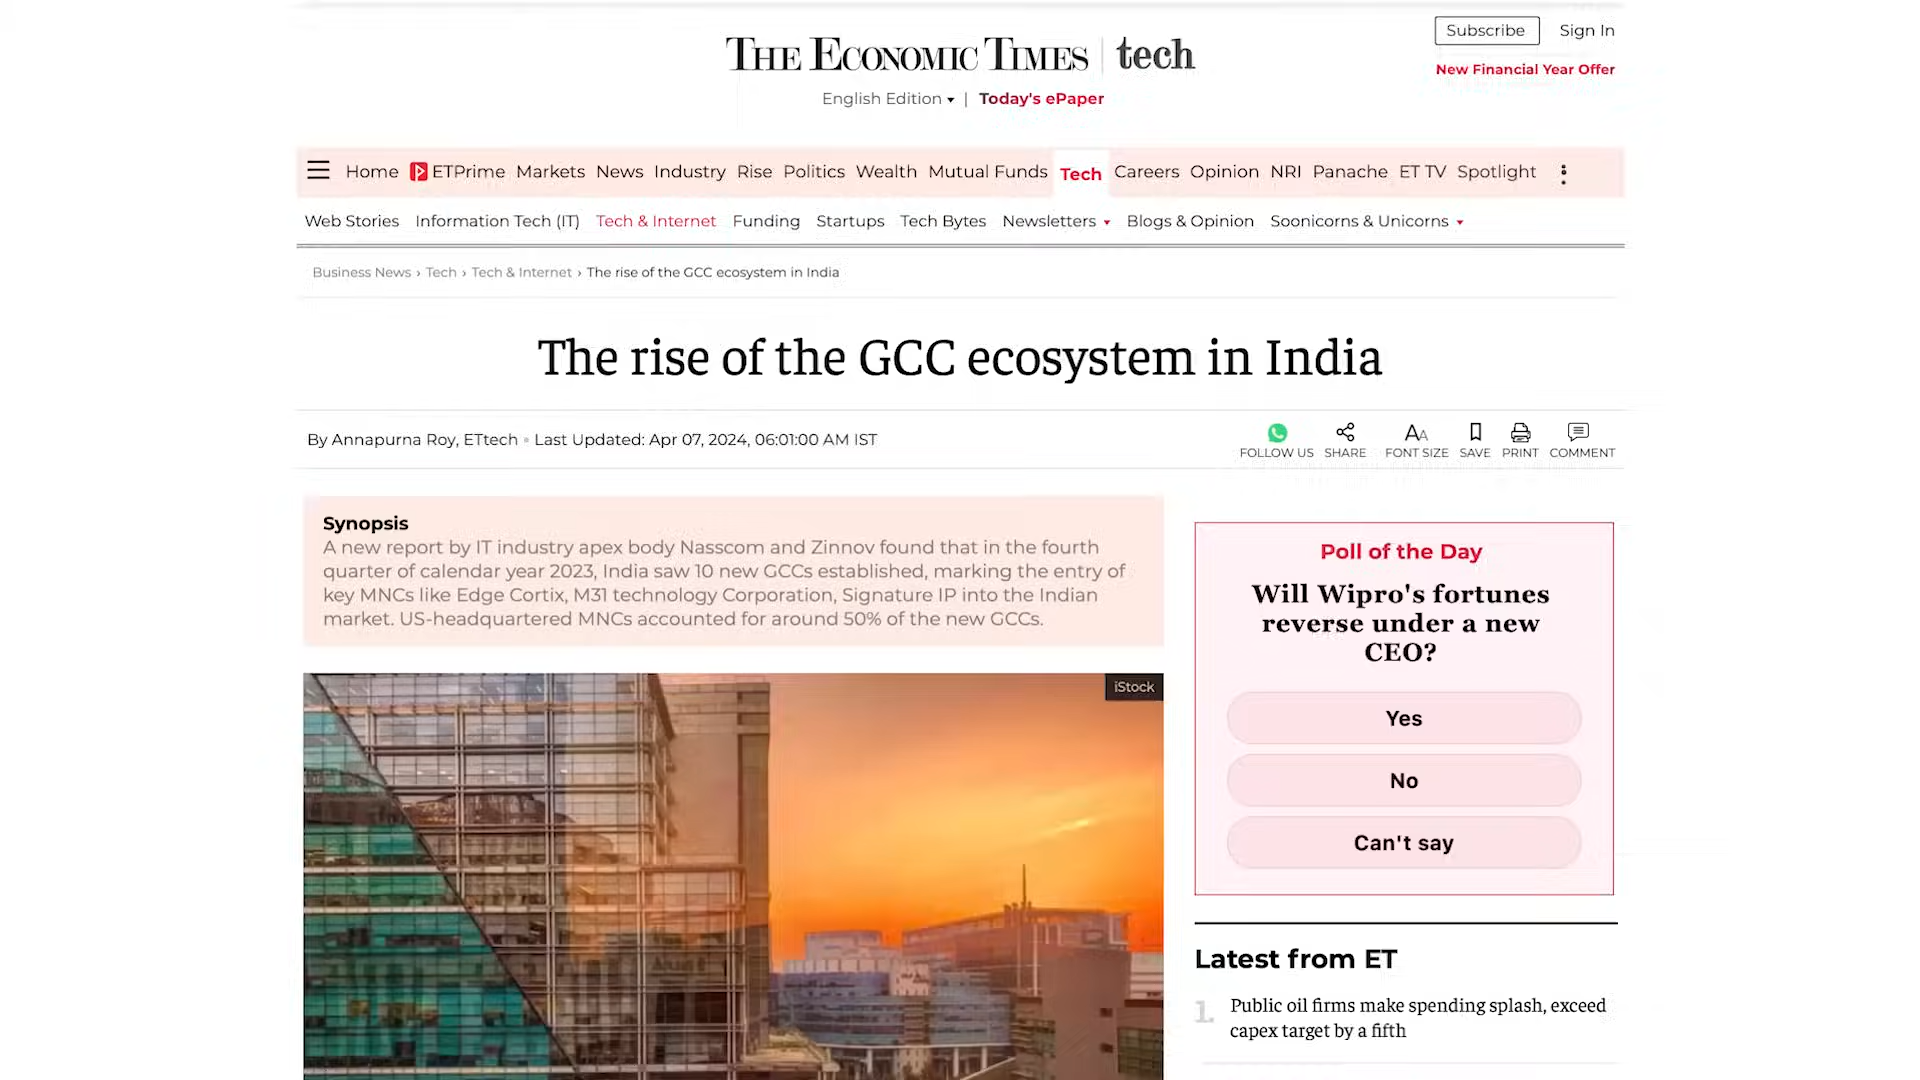 THE ECONOMIC TIMES | tech
Subscribe
Sign In
New Financial Year Offer
English Edition ▾ | Today's ePaper
Home ETPrime Markets News Industry Rise Politics Wealth Mutual Funds Tech Careers Opinion NRI Panache ET TV Spotlight
Web Stories Information Tech (IT) Tech & Internet Funding Startups Tech Bytes Newsletters ▾ Blogs & Opinion Soonicorns & Unicorns ▾
Business News › Tech › Tech & Internet › The rise of the GCC ecosystem in India
The rise of the GCC ecosystem in India
By Annapurna Roy, ETtech • Last Updated: Apr 07, 2024, 06:01:00 AM IST
FOLLOW US SHARE FONT SIZE SAVE PRINT COMMENT
Synopsis
A new report by IT industry apex body Nasscom and Zinnov found that in the fourth
quarter of calendar year 2023, India saw 10 new GCCs established, marking the entry of
key MNCs like Edge Cortix, M31 technology Corporation, Signature IP into the Indian
market. US-headquartered MNCs accounted for around 50% of the new GCCs.
iStock
Poll of the Day
Will Wipro's fortunes
reverse under a new
CEO?
Yes
No
Can't say
Latest from ET
1. Public oil firms make spending splash, exceed
capex target by a fifth